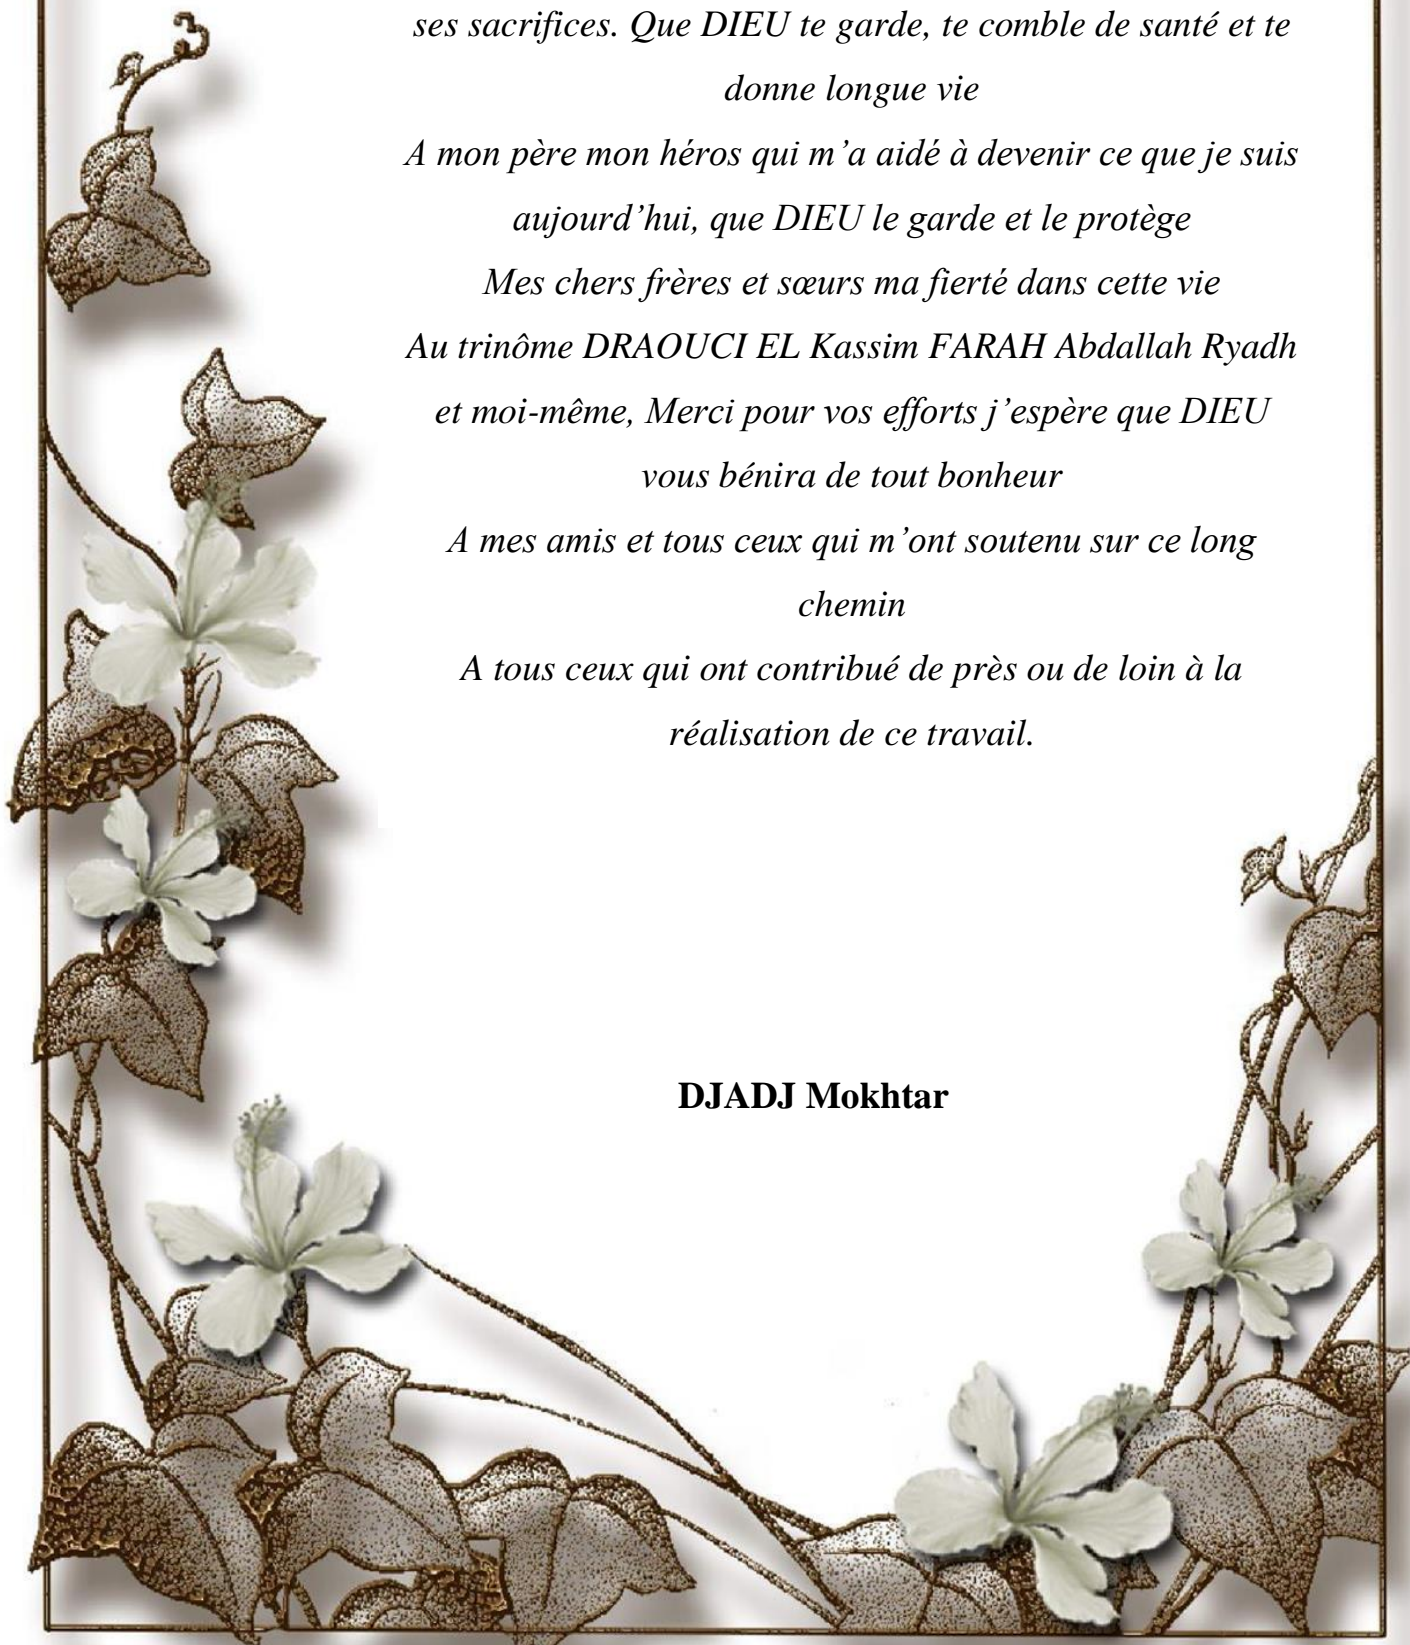 ses sacrifices. Que DIEU te garde, te comble de santé et te
donne longue vie
A mon père mon héros qui m’a aidé à devenir ce que je suis
aujourd’hui, que DIEU le garde et le protège
Mes chers frères et sœurs ma fierté dans cette vie
Au trinôme DRAOUCI EL Kassim FARAH Abdallah Ryadh
et moi-même, Merci pour vos efforts j’espère que DIEU
vous bénira de tout bonheur
A mes amis et tous ceux qui m’ont soutenu sur ce long
chemin
A tous ceux qui ont contribué de près ou de loin à la
réalisation de ce travail.
DJADJ Mokhtar